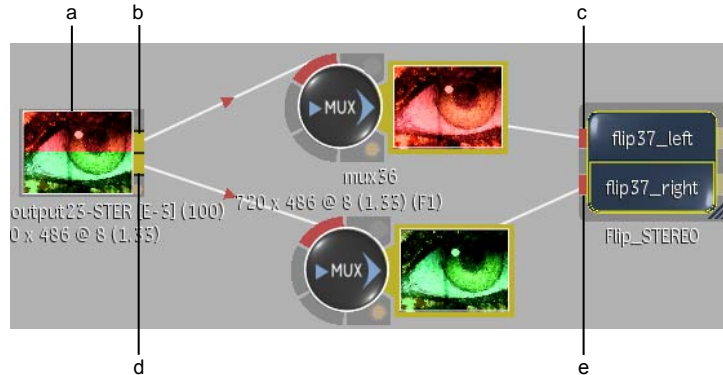 a
b
c
MUX
flip37_left
mux36
flip37_right
output23-STER [E-3] (100)
720 x 486 @ 8 (1.33) (F1)
0 x 486 @ 8 (1.33)
Flip_STEREO
MUX
d
e